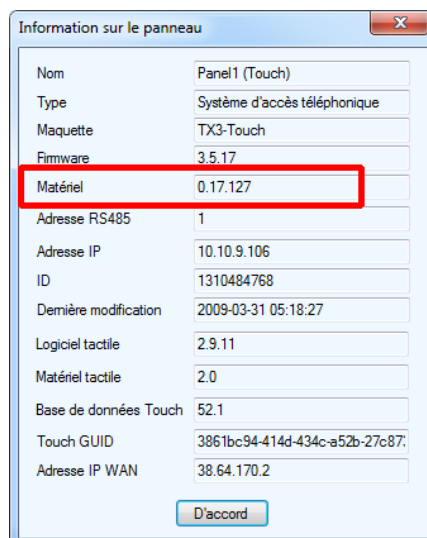 Information sur le panneau
Nom Panel1 (Touch)
Type Système d'accès téléphonique
Maquette TX3-Touch
Firmware 3.5.17
Matériel 0.17.127
Adresse RS485 1
Adresse IP 10.10.9.106
ID 1310484768
Dernière modification 2009-03-31 05:18:27
Logiciel tactile 2.9.11
Matériel tactile 2.0
Base de données Touch 52.1
Touch GUID 3861bc94-414d-434c-a52b-27c87
Adresse IP WAN 38.64.170.2
D'accord